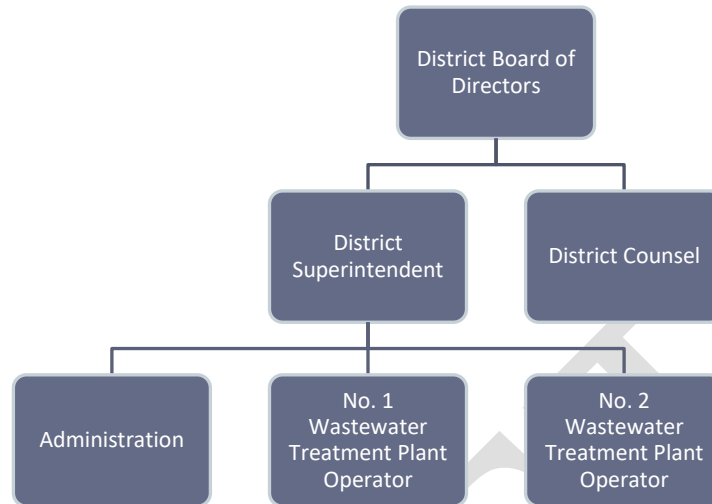 District Board of
Directors
District
Superintendent
District Counsel
Administration
No. 1
Wastewater
Treatment Plant
Operator
No. 2
Wastewater
Treatment Plant
Operator